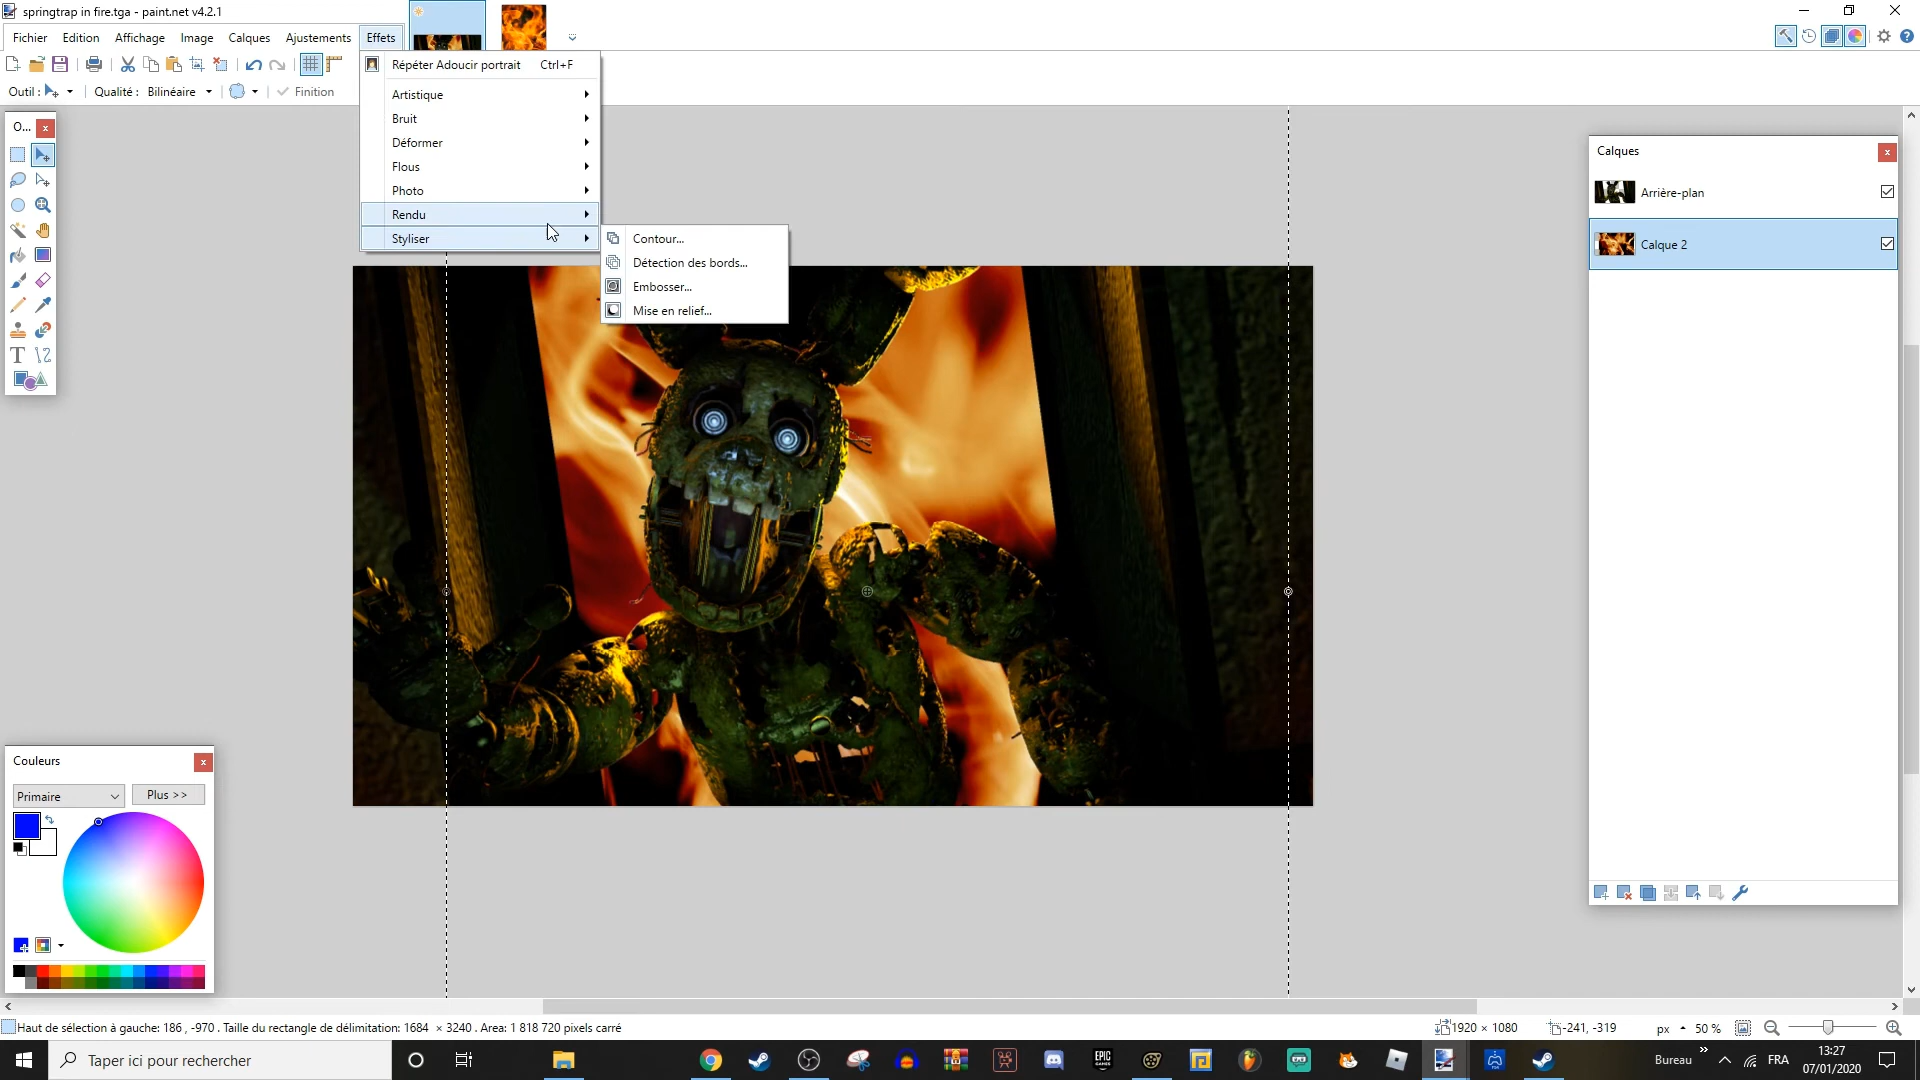 springtrap in fire.tga - paint.net v4.2.1
Fichier Edition Affichage Image Calques Ajustements Effets
Répéter Adoucir portrait Ctrl+F
Outil : Qualité : Bilinéaire Finition
Artistique
Bruit
Déformer
Flous
Photo
Rendu
Styliser
Contour...
Détection des bords...
Embosser...
Mise en relief...
O...
Calques
Arrière-plan
Calque 2
Couleurs
Primaire Plus >>
Haut de sélection à gauche: 186 , -970 . Taille du rectangle de délimitation: 1684 × 3240 . Area: 1 818 720 pixels carré
1920 × 1080 -241, -319 px 50 %
Taper ici pour rechercher
EPIC GAMES
Bureau FRA
13:27
07/01/2020